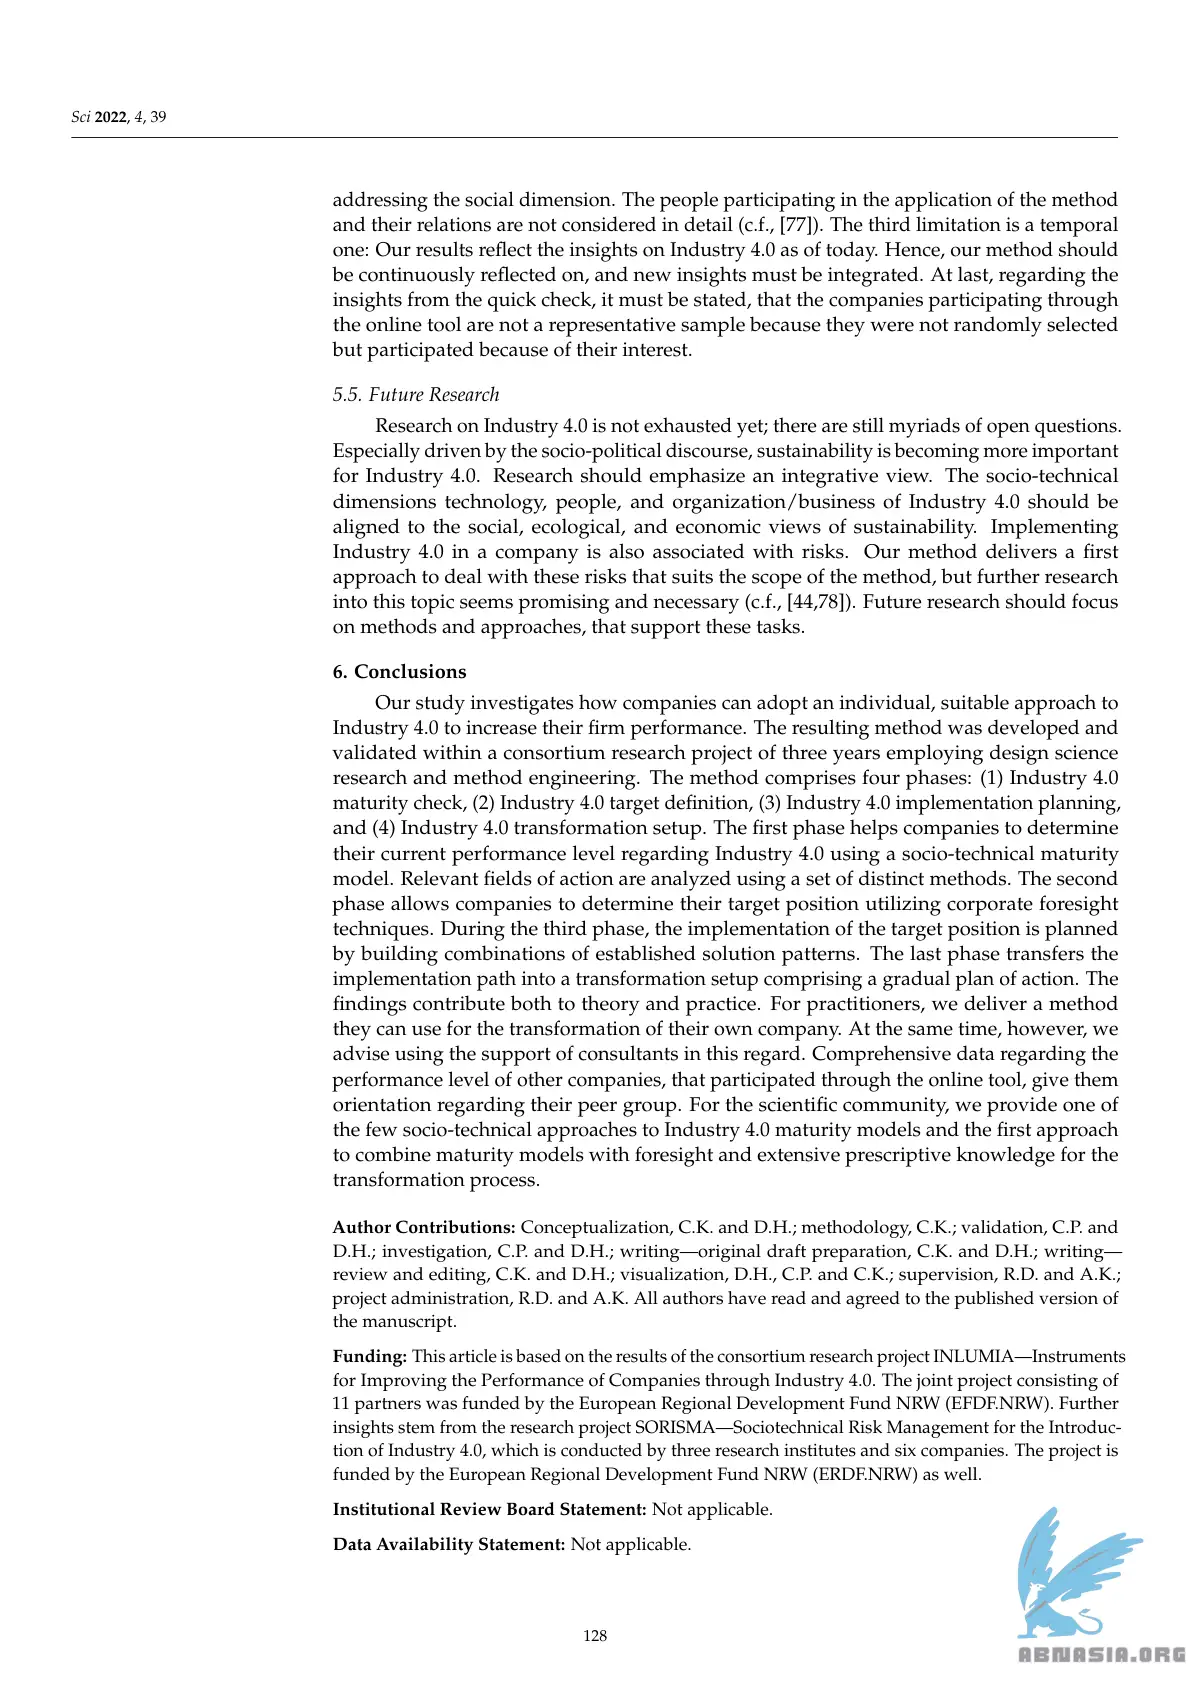 Sci 2022, 4, 39
addressing the social dimension. The people participating in the application of the method
and their relations are not considered in detail (c.f., [77]). The third limitation is a temporal
one: Our results reflect the insights on Industry 4.0 as of today. Hence, our method should
be continuously reflected on, and new insights must be integrated. At last, regarding the
insights from the quick check, it must be stated, that the companies participating through
the online tool are not a representative sample because they were not randomly selected
but participated because of their interest.
5.5. Future Research
Research on Industry 4.0 is not exhausted yet; there are still myriads of open questions.
Especially driven by the socio-political discourse, sustainability is becoming more important
for Industry 4.0. Research should emphasize an integrative view. The socio-technical
dimensions technology, people, and organization/business of Industry 4.0 should be
aligned to the social, ecological, and economic views of sustainability. Implementing
Industry 4.0 in a company is also associated with risks. Our method delivers a first
approach to deal with these risks that suits the scope of the method, but further research
into this topic seems promising and necessary (c.f., [44,78]). Future research should focus
on methods and approaches, that support these tasks.
6. Conclusions
Our study investigates how companies can adopt an individual, suitable approach to
Industry 4.0 to increase their firm performance. The resulting method was developed and
validated within a consortium research project of three years employing design science
research and method engineering. The method comprises four phases: (1) Industry 4.0
maturity check, (2) Industry 4.0 target definition, (3) Industry 4.0 implementation planning,
and (4) Industry 4.0 transformation setup. The first phase helps companies to determine
their current performance level regarding Industry 4.0 using a socio-technical maturity
model. Relevant fields of action are analyzed using a set of distinct methods. The second
phase allows companies to determine their target position utilizing corporate foresight
techniques. During the third phase, the implementation of the target position is planned
by building combinations of established solution patterns. The last phase transfers the
implementation path into a transformation setup comprising a gradual plan of action. The
findings contribute both to theory and practice. For practitioners, we deliver a method
they can use for the transformation of their own company. At the same time, however, we
advise using the support of consultants in this regard. Comprehensive data regarding the
performance level of other companies, that participated through the online tool, give them
orientation regarding their peer group. For the scientific community, we provide one of
the few socio-technical approaches to Industry 4.0 maturity models and the first approach
to combine maturity models with foresight and extensive prescriptive knowledge for the
transformation process.
Author Contributions: Conceptualization, C.K. and D.H.; methodology, C.K.; validation, C.P. and
D.H.; investigation, C.P. and D.H.; writing—original draft preparation, C.K. and D.H.; writing—
review and editing, C.K. and D.H.; visualization, D.H., C.P. and C.K.; supervision, R.D. and A.K.;
project administration, R.D. and A.K. All authors have read and agreed to the published version of
the manuscript.
Funding: This article is based on the results of the consortium research project INLUMIA—Instruments
for Improving the Performance of Companies through Industry 4.0. The joint project consisting of
11 partners was funded by the European Regional Development Fund NRW (EFDF.NRW). Further
insights stem from the research project SORISMA—Sociotechnical Risk Management for the Introduc-
tion of Industry 4.0, which is conducted by three research institutes and six companies. The project is
funded by the European Regional Development Fund NRW (ERDF.NRW) as well.
Institutional Review Board Statement: Not applicable.
Data Availability Statement: Not applicable.
128
ABNASIA.ORG